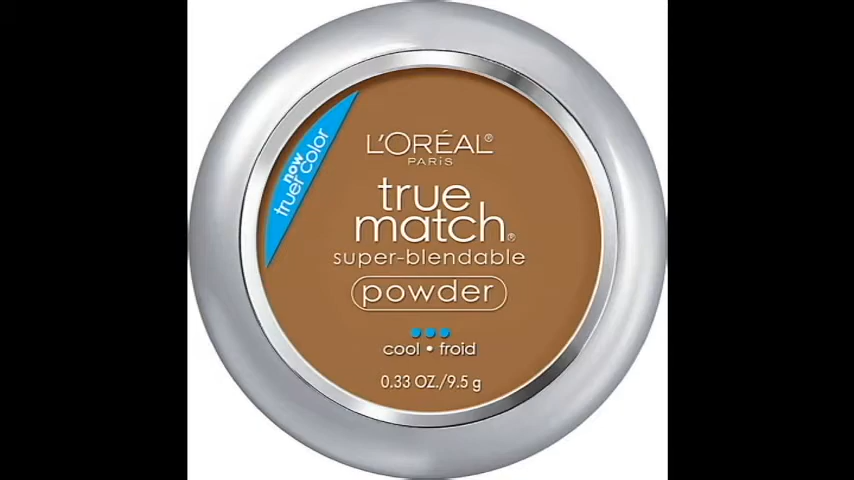 now
truer color
L'ORÉAL®
PARIS
true
match®
super-blendable
powder
cool • froid
0.33 OZ./9.5 g